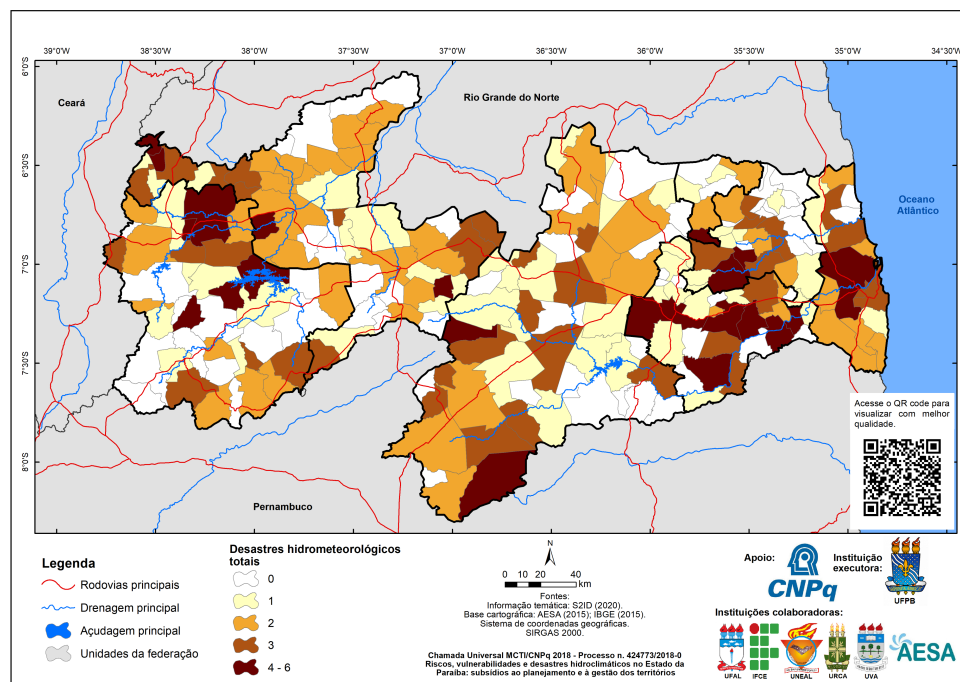 39°0'W 38°30'W 38°0'W 37°30'W 37°0'W 36°30'W 36°0'W 35°30'W 35°0'W 34°30'W
6°0'S
6°30'S
7°0'S
7°30'S
8°0'S
Ceará
Rio Grande do Norte
Oceano
Atlântico
Pernambuco
Acesse o QR code para
visualizar com melhor
qualidade.
Legenda
Rodovias principais
Drenagem principal
Açudagem principal
Unidades da federação
Desastres hidrometeorológicos
totais
0
1
2
3
4 - 6
N
0 10 20 40
km
Fontes:
Informação temática: S2ID (2020).
Base cartográfica: AESA (2015); IBGE (2015).
Sistema de coordenadas geográficas.
SIRGAS 2000.
Chamada Universal MCTI/CNPq 2018 - Processo n. 424773/2018-0
Riscos, vulnerabilidades e desastres hidroclimáticos no Estado da
Paraíba: subsídios ao planejamento e à gestão dos territórios
Apoio:
CNPq
Instituição
executora:
UFPB
Instituições colaboradoras:
UFAL
IFCE
UNEAL
URCA
UVA
AESA